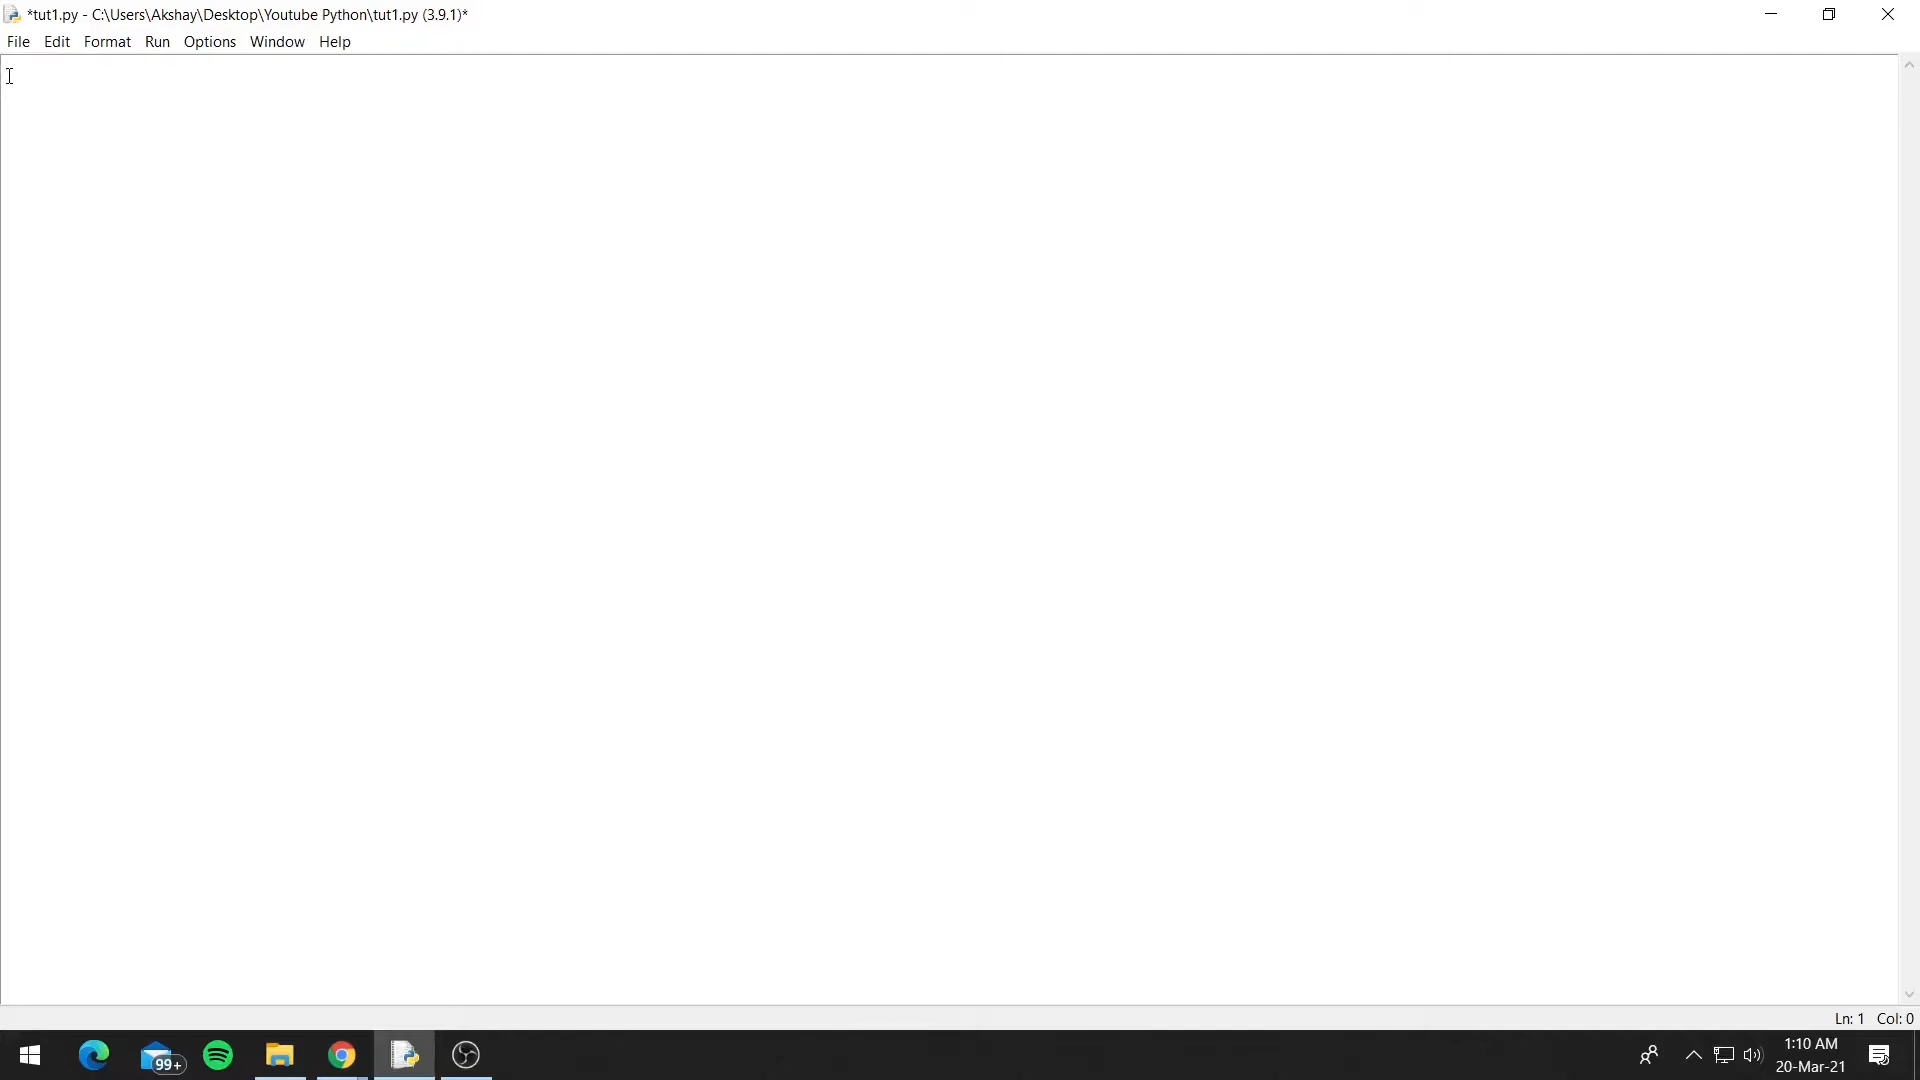 *tut1.py - C:\Users\Akshay\Desktop\Youtube Python\tut1.py (3.9.1)*
File Edit Format Run Options Window Help
Ln: 1 Col: 0
99+
1:10 AM
20-Mar-21